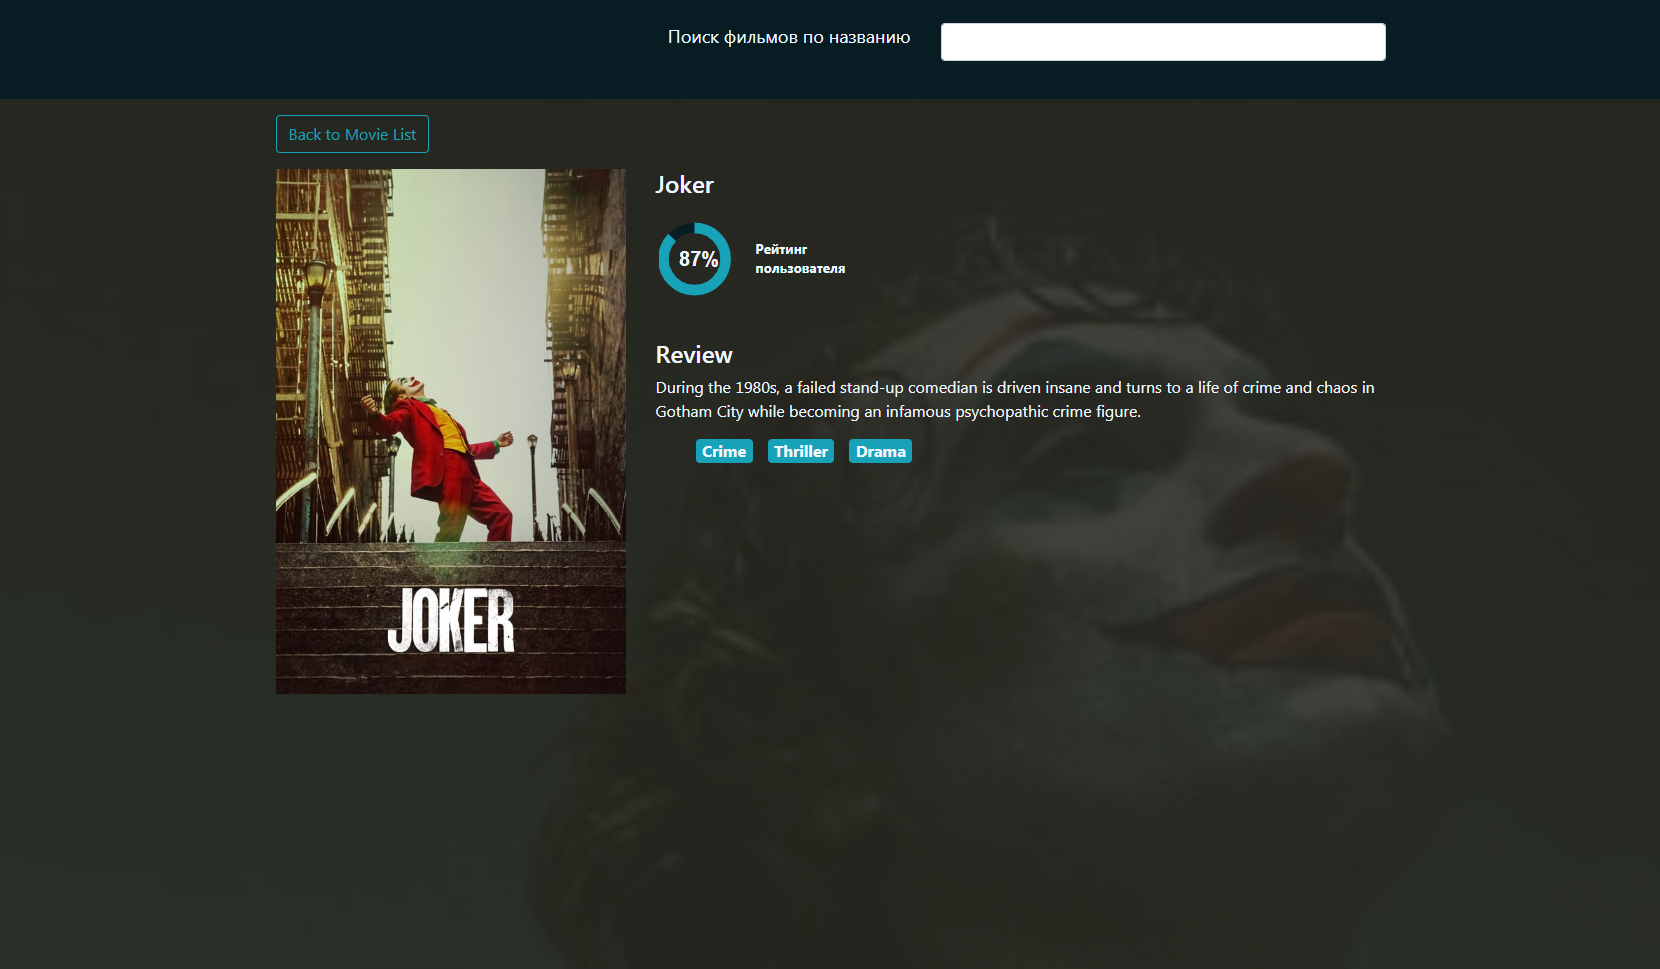 Поиск фильмов по названию
Back to Movie List
Joker
87%
Рейтинг
пользователя
Review
During the 1980s, a failed stand-up comedian is driven insane and turns to a life of crime and chaos in
Gotham City while becoming an infamous psychopathic crime figure.
Crime Thriller Drama
JOKER